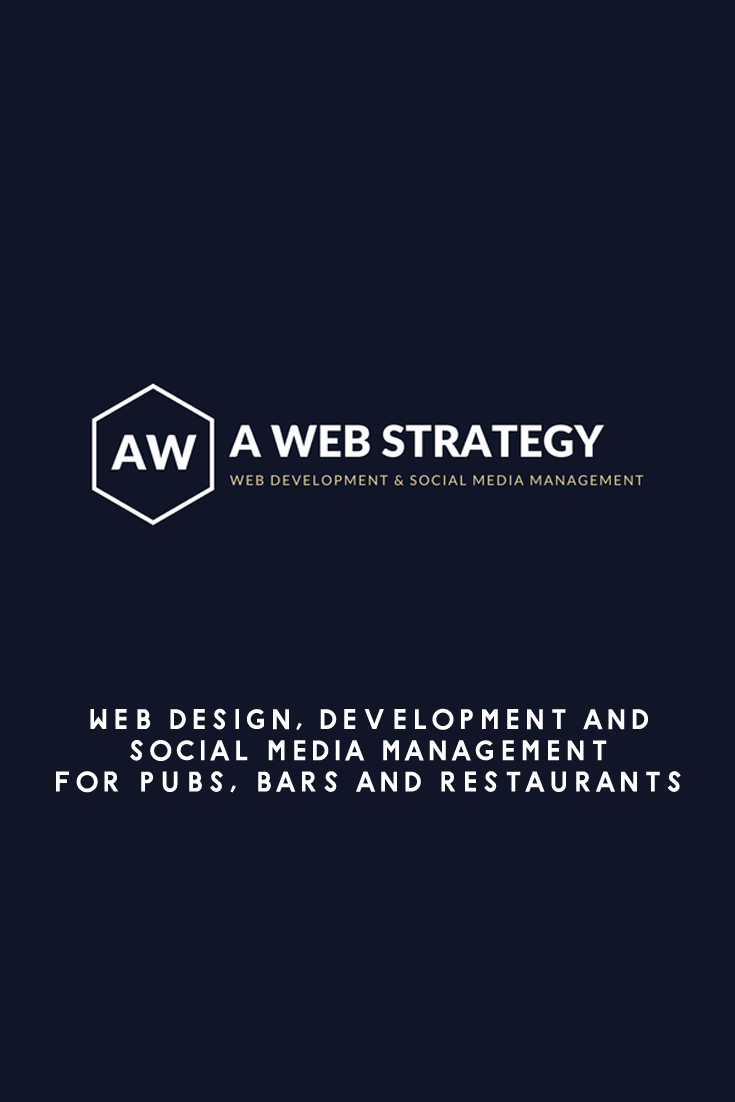 AW
A WEB STRATEGY
WEB DEVELOPMENT & SOCIAL MEDIA MANAGEMENT
WEB DESIGN, DEVELOPMENT AND
SOCIAL MEDIA MANAGEMENT
FOR PUBS, BARS AND RESTAURANTS